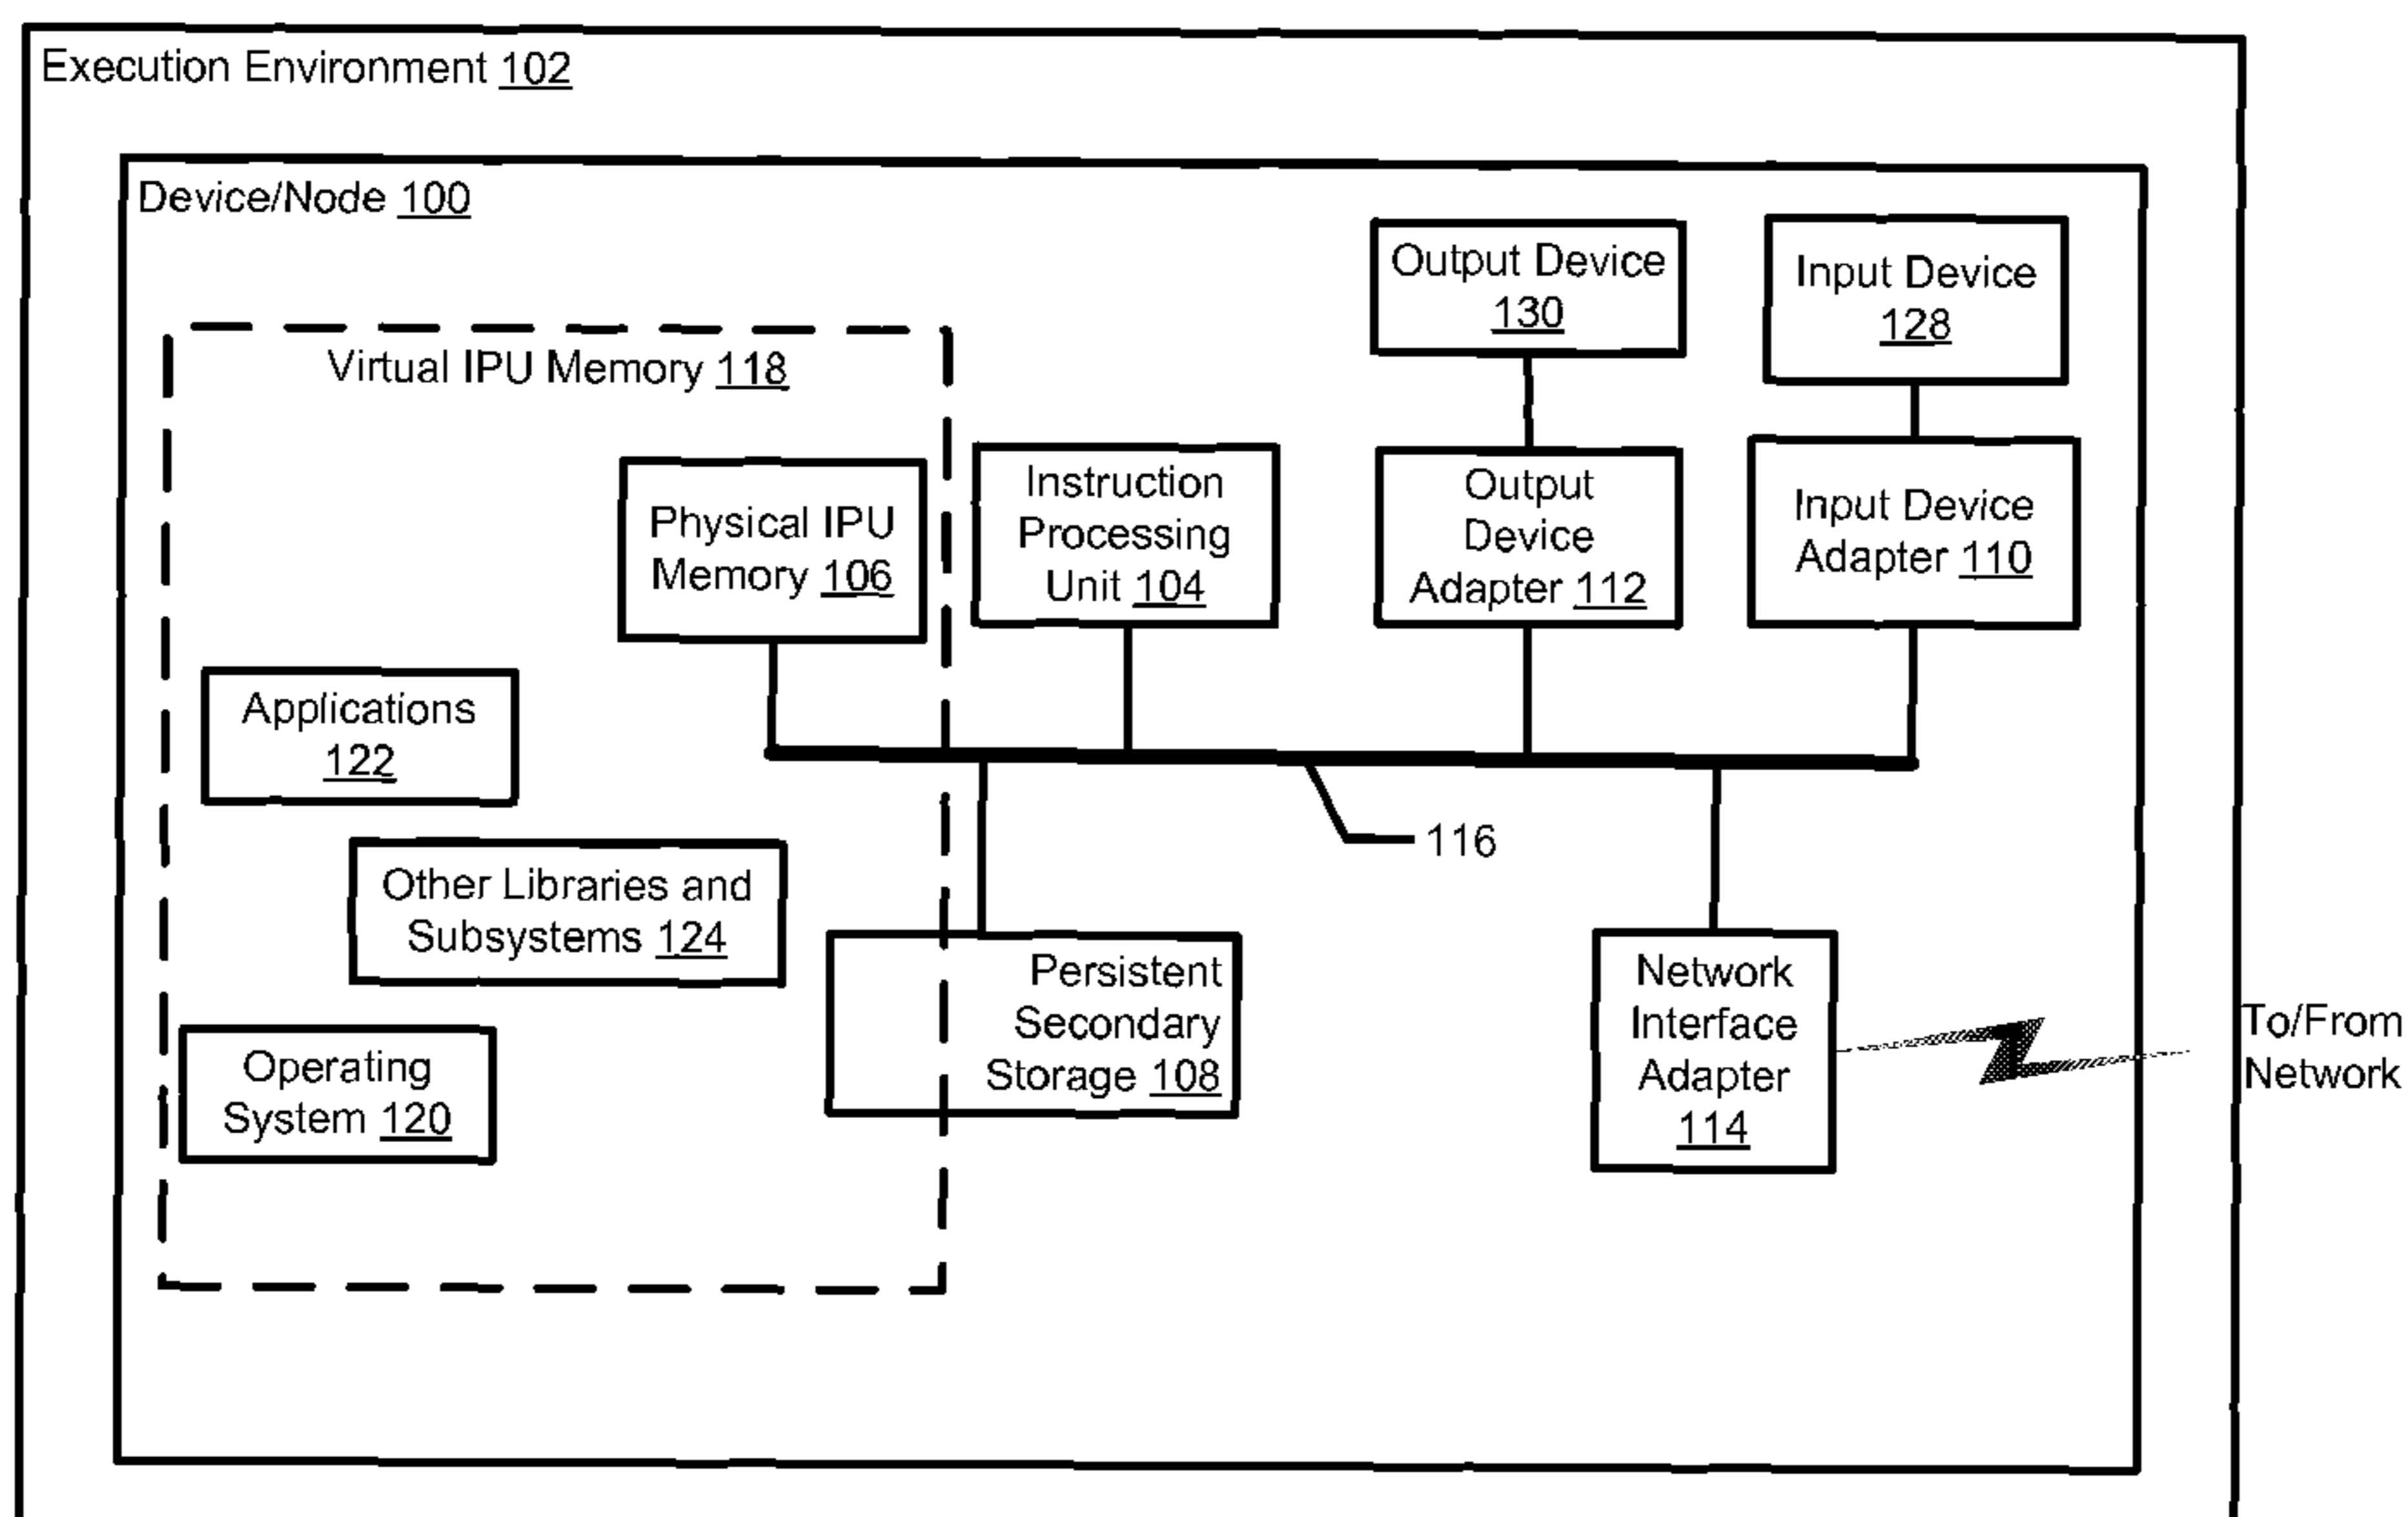 Execution Environment 102
Device/Node 100
Output Device
130
Input Device
128
Virtual IPU Memory 118
Physical IPU
Memory 106
Instruction
Processing
Unit 104
Output
Device
Adapter 112
Input Device
Adapter 110
Applications
122
116
Other Libraries and
Subsystems 124
Persistent
Secondary
Storage 108
Network
Interface
Adapter
114
To/From
Network
Operating
System 120